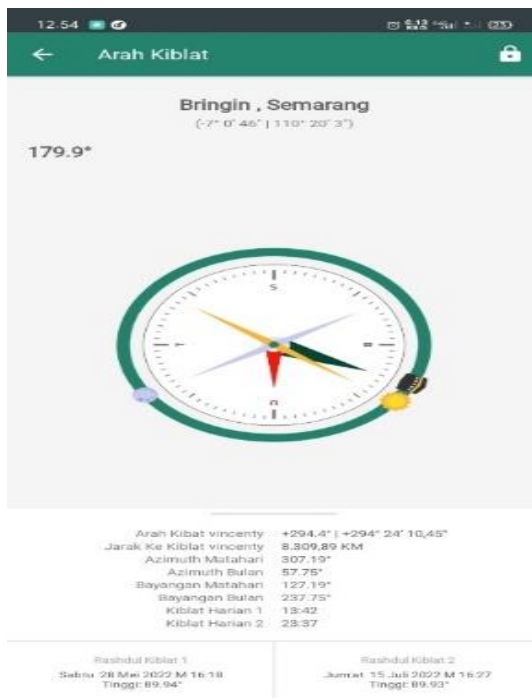 12.54
Arah Kiblat
Bringin , Semarang
(-7° 0' 46" | 110° 20' 3")
179.9°
S
T
B
U
Arah Kibat vincenty +294.4° | +294° 24' 10,45"
Jarak Ke Kiblat vincenty 8.309,89 KM
Azimuth Matahari 307.19°
Azimuth Bulan 57.75°
Bayangan Matahari 127.19°
Bayangan Bulan 237.75°
Kiblat Harian 1 13:42
Kiblat Harian 2 23:37
Rashdul Kiblat 1
Sabtu 28 Mei 2022 M 16:18
Tinggi: 89.94°
Rashdul Kiblat 2
Jum'at 15 Juli 2022 M 16:27
Tinggi: 89.93°